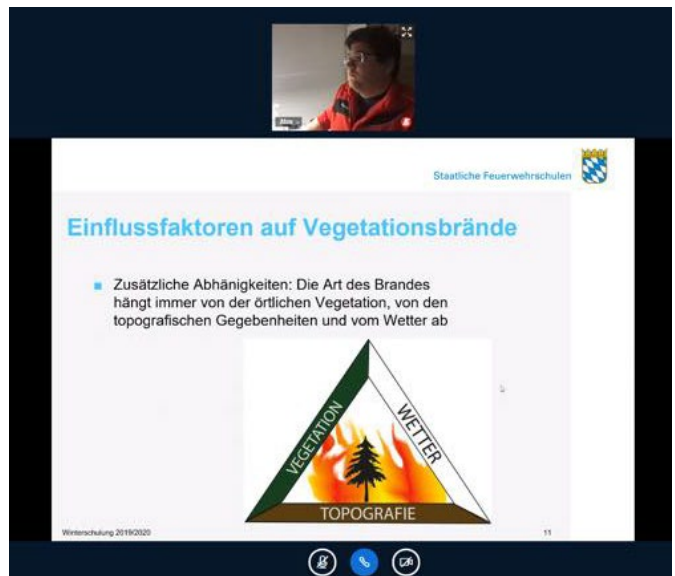 Staatliche Feuerwehrschulen
Einflussfaktoren auf Vegetationsbrände
Zusätzliche Abhänigkeiten: Die Art des Brandes
hängt immer von der örtlichen Vegetation, von den
topografischen Gegebenheiten und vom Wetter ab
VEGETATION
WETTER
TOPOGRAFIE
Winterschulung 2019/2020
11